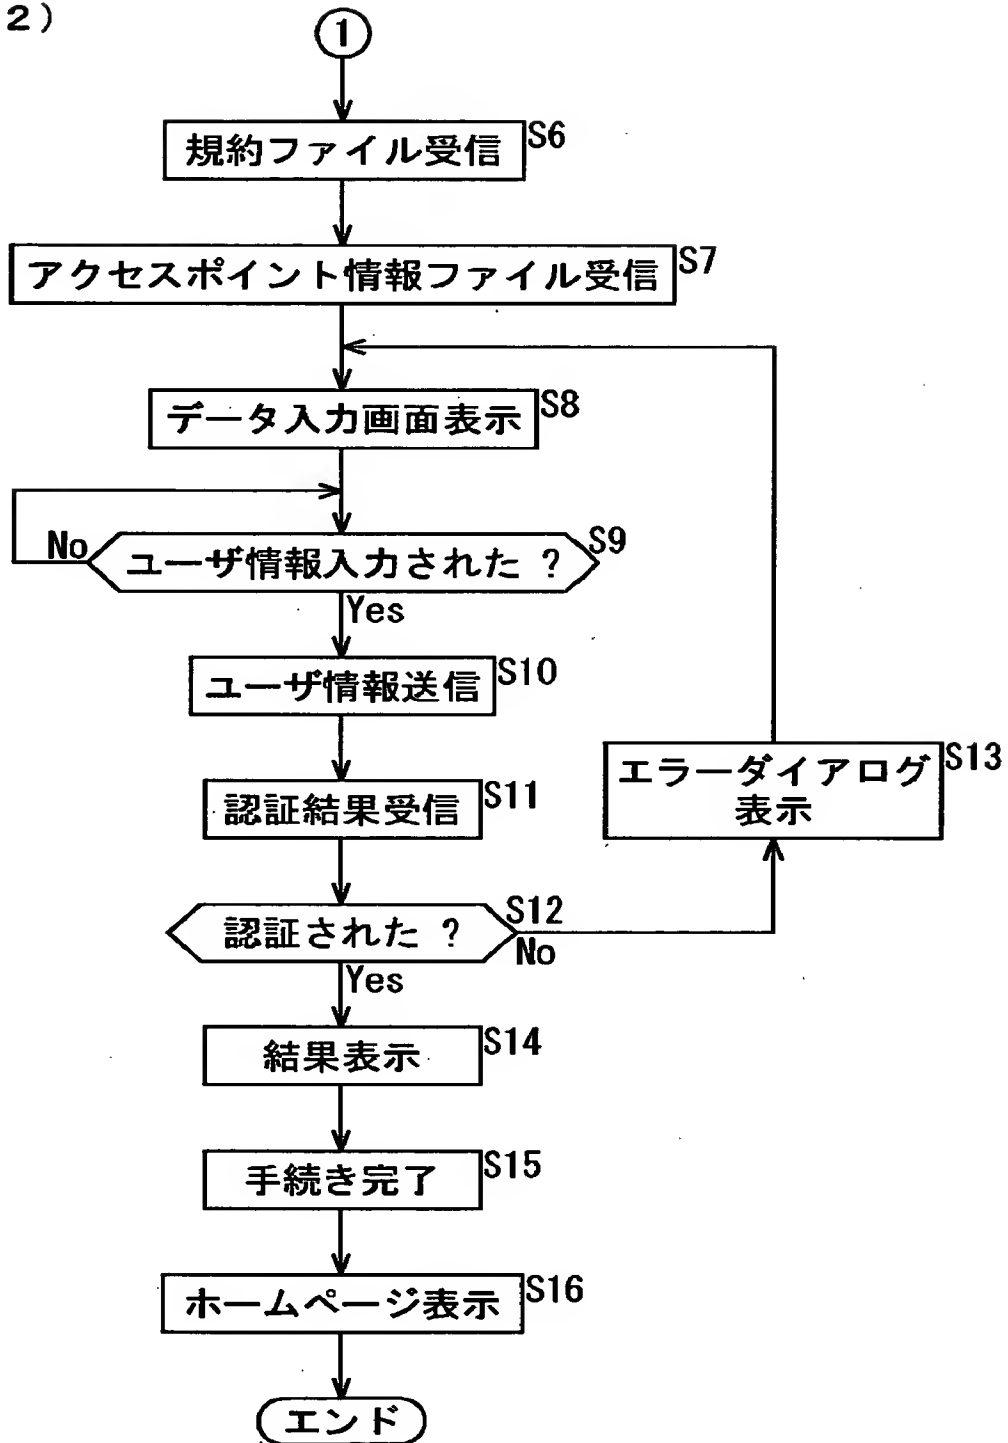 2)
1
規約ファイル受信
S6
アクセスポイント情報ファイル受信
S7
データ入力画面表示
S8
No
ユーザ情報入力された ?
S9
Yes
ユーザ情報送信
S10
認証結果受信
S11
エラーダイアログ
表示
S13
認証された ?
S12
No
Yes
結果表示
S14
手続き完了
S15
ホームページ表示
S16
エンド